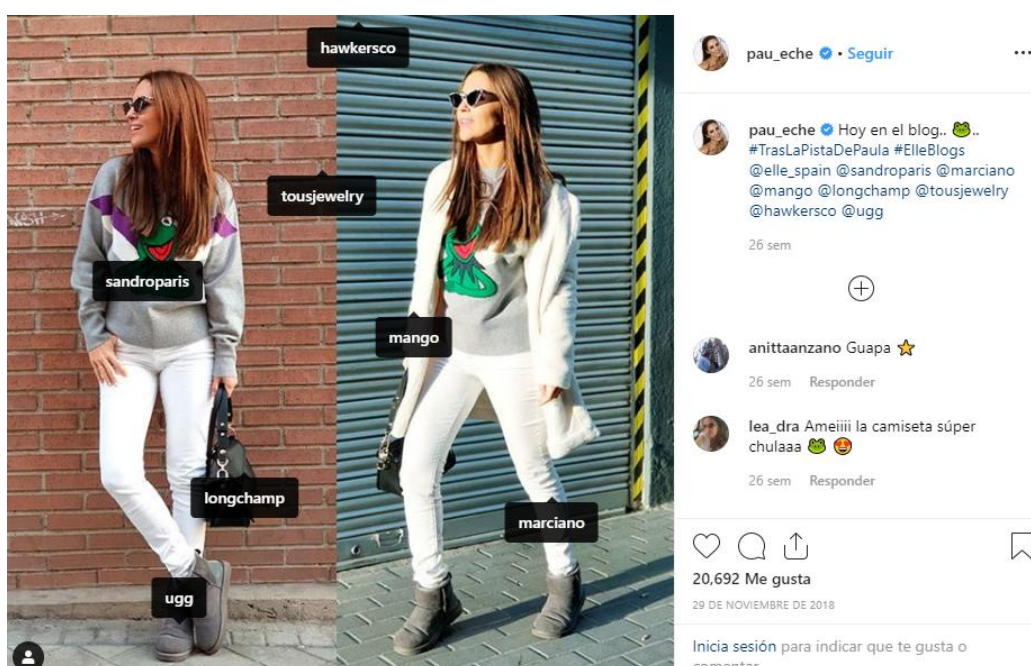 hawkersco
tousjewelry
sandroparis
mango
longchamp
marciano
ugg
pau_eche • Seguir
pau_eche Hoy en el blog.. 🐸..
#TrasLaPistaDePaula #ElleBlogs
@elle_spain @sandroparis @marciano
@mango @longchamp @tousjewelry
@hawkersco @ugg
26 sem
anittaanzano Guapa ⭐
26 sem Responder
lea_dra Ameiiii la camiseta súper
chulaaa 🐸 😍
26 sem Responder
20,692 Me gusta
29 DE NOVIEMBRE DE 2018
Inicia sesión para indicar que te gusta o
comentar